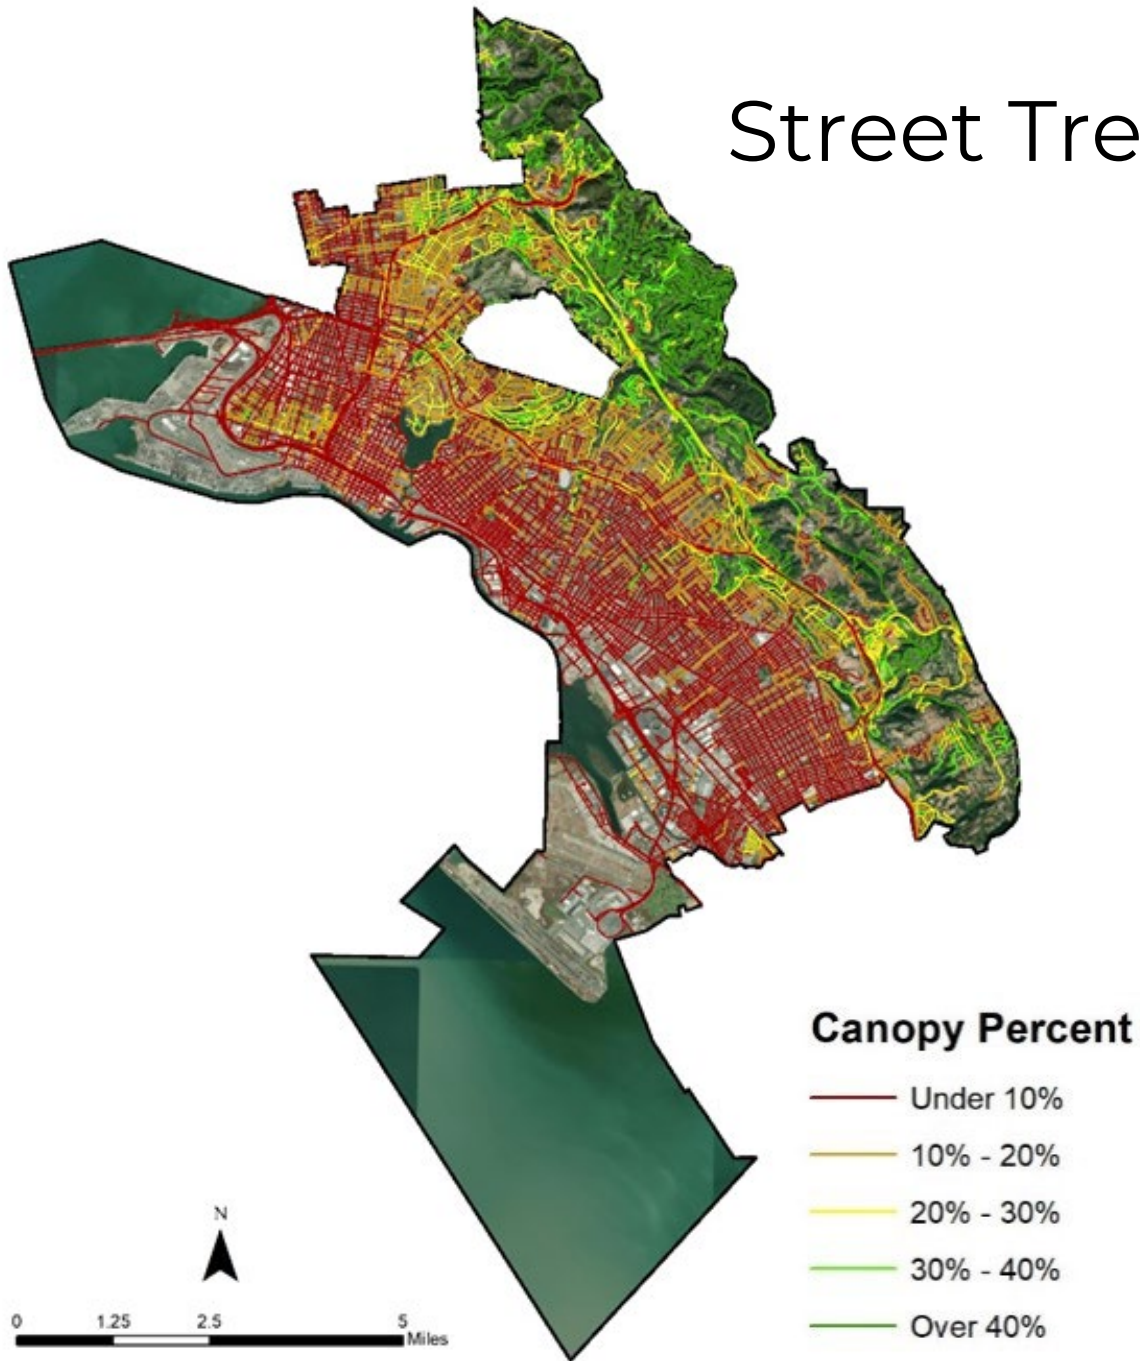 Street Tre
Canopy Percent
Under 10%
10% - 20%
20% - 30%
30% - 40%
Over 40%
N
0 1.25 2.5 5
Miles